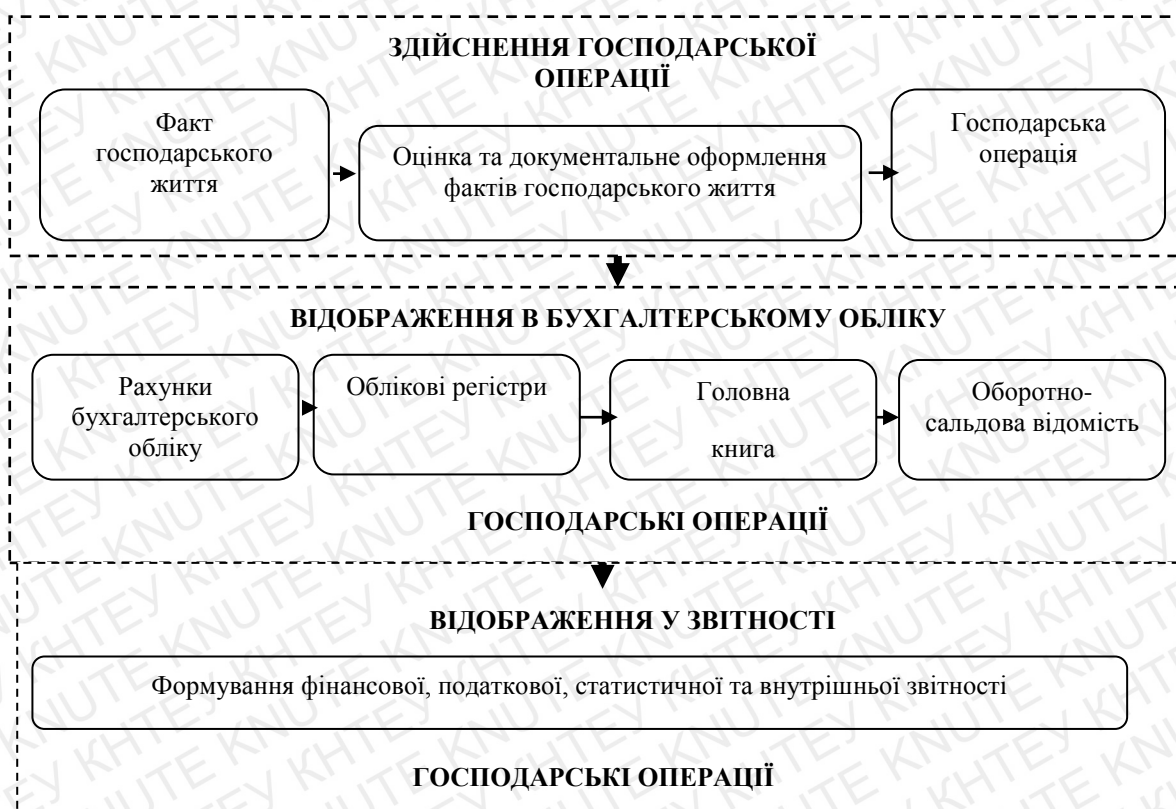 ЗДІЙСНЕННЯ ГОСПОДАРСЬКОЇ
ОПЕРАЦІЇ
Факт
господарського
життя
Оцінка та документальне оформлення
фактів господарського життя
Господарська
операція
ВІДОБРАЖЕННЯ В БУХГАЛТЕРСЬКОМУ ОБЛІКУ
Рахунки
бухгалтерського
обліку
Облікові регістри
Головна
книга
Оборотно-
сальдова відомість
ГОСПОДАРСЬКІ ОПЕРАЦІЇ
ВІДОБРАЖЕННЯ У ЗВІТНОСТІ
Формування фінансової, податкової, статистичної та внутрішньої звітності
ГОСПОДАРСЬКІ ОПЕРАЦІЇ